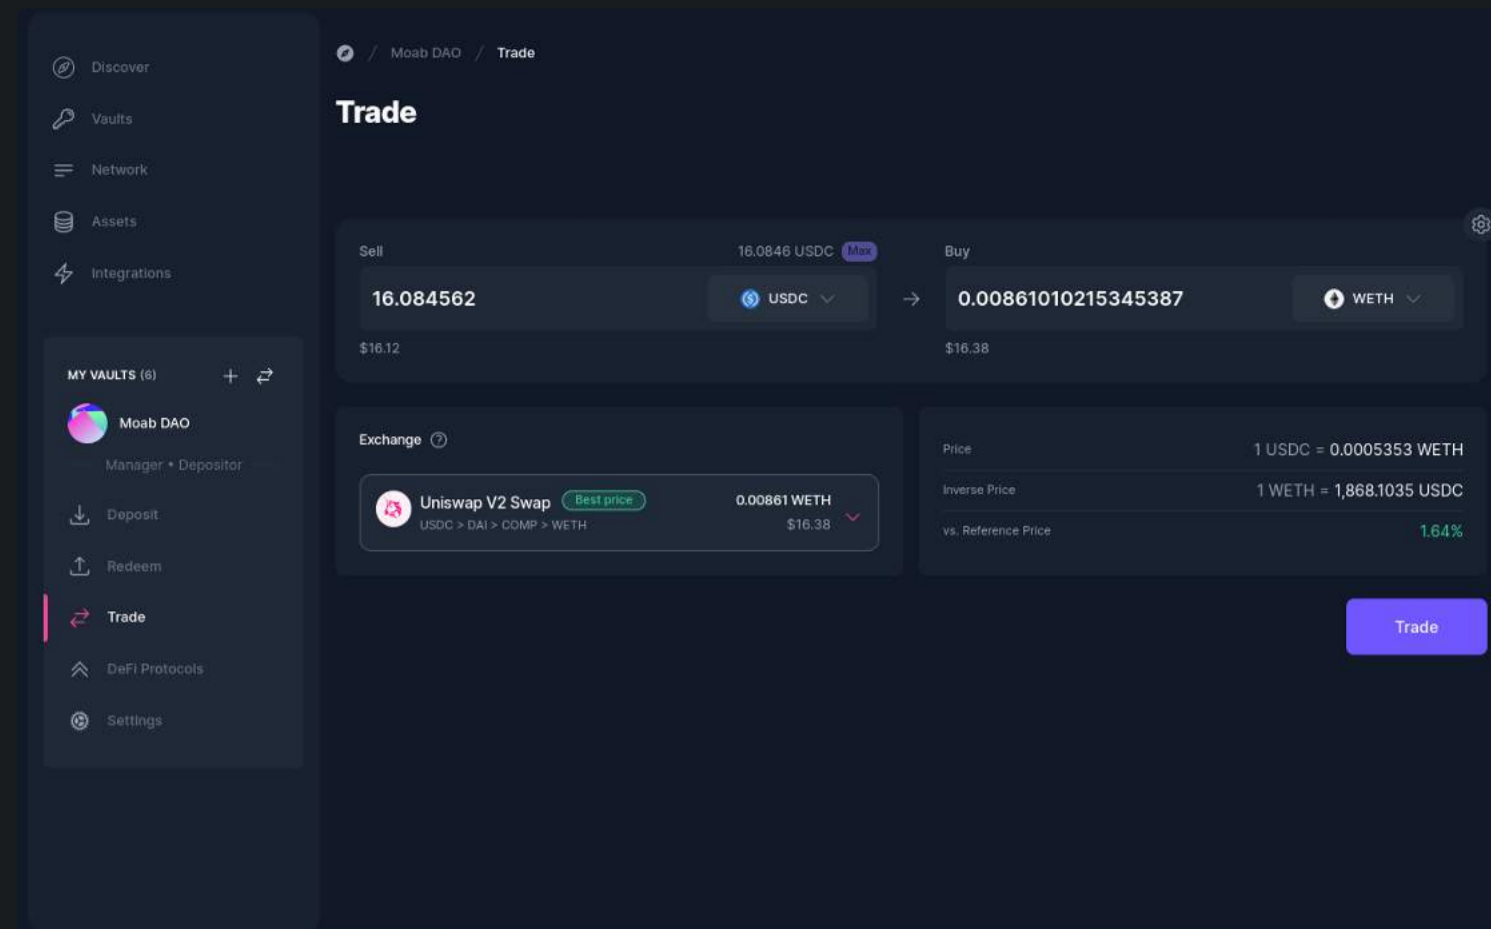 Discover
Vaults
Network
Assets
Integrations
MY VAULTS (6)
Moab DAO
Manager • Depositor
Deposit
Redeem
Trade
DeFi Protocols
Settings
/ Moab DAO / Trade
Trade
Sell
16.0846 USDC Max
16.084562
USDC
$16.12
Buy
0.00861010215345387
WETH
$16.38
Exchange
Uniswap V2 Swap Best price
USDC > DAI > COMP > WETH
0.00861 WETH
$16.38
Price 1 USDC = 0.0005353 WETH
Inverse Price 1 WETH = 1,868.1035 USDC
vs. Reference Price 1.64%
Trade